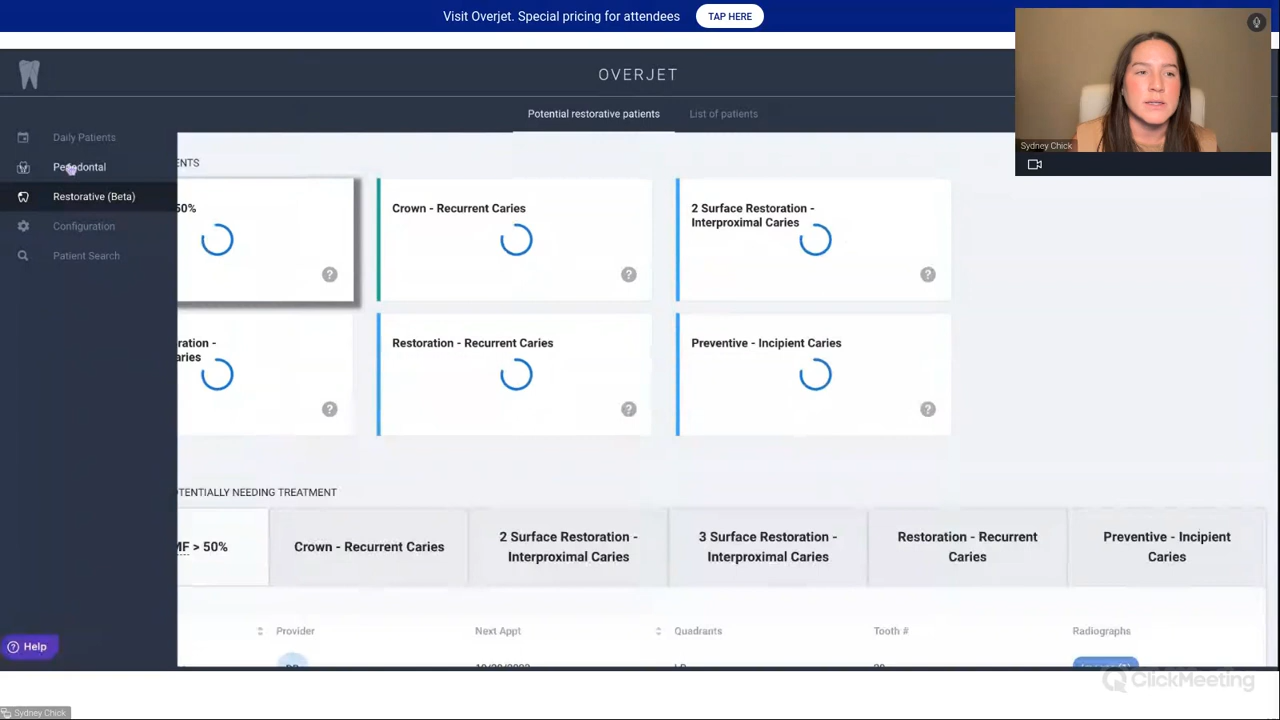 Visit Overjet. Special pricing for attendees TAP HERE
OVERJET
Sydney Chick
Potential restorative patients List of patients
Daily Patients
Periodontal
Restorative (Beta)
Configuration
Patient Search
ENTS
50%
Crown - Recurrent Caries
2 Surface Restoration -
Interproximal Caries
?
?
?
ration -
aries
Restoration - Recurrent Caries
Preventive - Incipient Caries
?
?
?
TENTIALLY NEEDING TREATMENT
MF > 50%
Crown - Recurrent Caries
2 Surface Restoration -
Interproximal Caries
3 Surface Restoration -
Interproximal Caries
Restoration - Recurrent
Caries
Preventive - Incipient
Caries
Provider Next Appt Quadrants Tooth # Radiographs
? Help
ClickMeeting
Sydney Chick